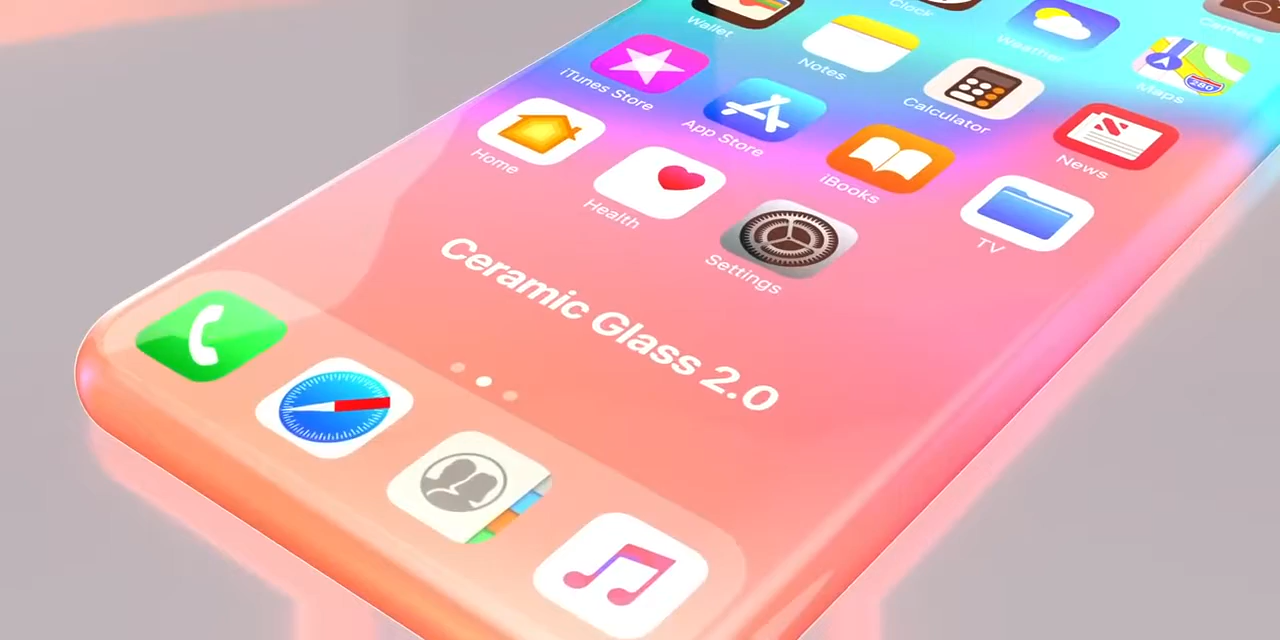 Wallet
Clock
Weather
Camera
iTunes Store
Notes
Calculator
Maps
280
Home
App Store
iBooks
News
Health
Settings
TV
Ceramic Glass 2.0